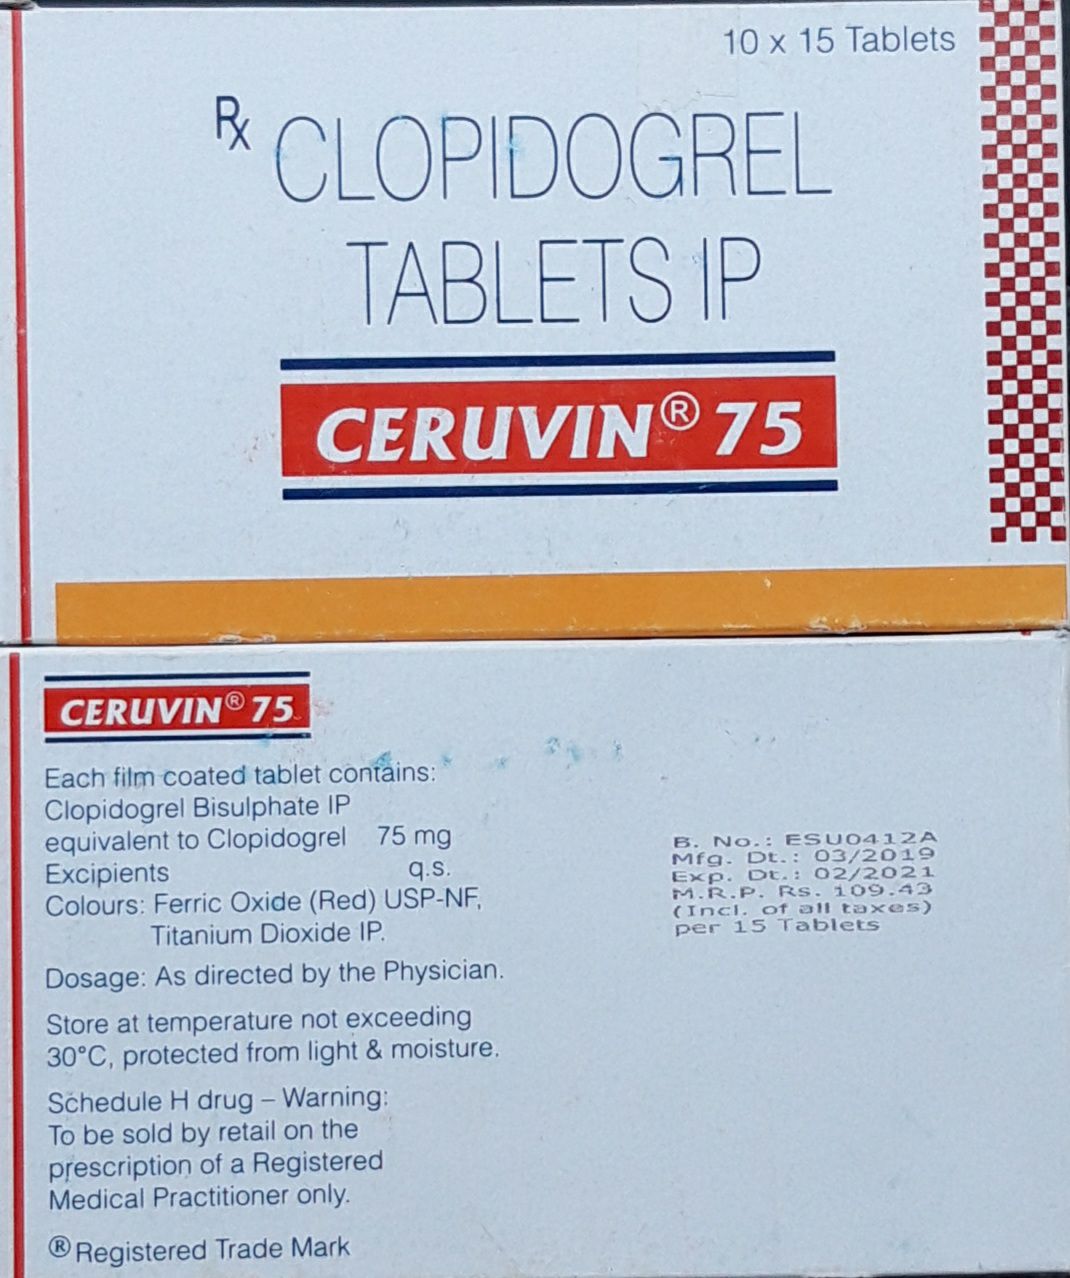 10 x 15 Tablets
Rx CLOPIDOGREL
TABLETS IP
CERUVIN® 75
CERUVIN® 75
Each film coated tablet contains:
Clopidogrel Bisulphate IP
equivalent to Clopidogrel 75 mg
Excipients q.s.
Colours: Ferric Oxide (Red) USP-NF,
Titanium Dioxide IP.
Dosage: As directed by the Physician.
Store at temperature not exceeding
30°C, protected from light & moisture.
Schedule H drug – Warning:
To be sold by retail on the
prescription of a Registered
Medical Practitioner only.
® Registered Trade Mark
B. No.: ESU0412A
Mfg. Dt.: 03/2019
Exp. Dt.: 02/2021
M.R.P. Rs. 109.43
(Incl. of all taxes)
per 15 Tablets